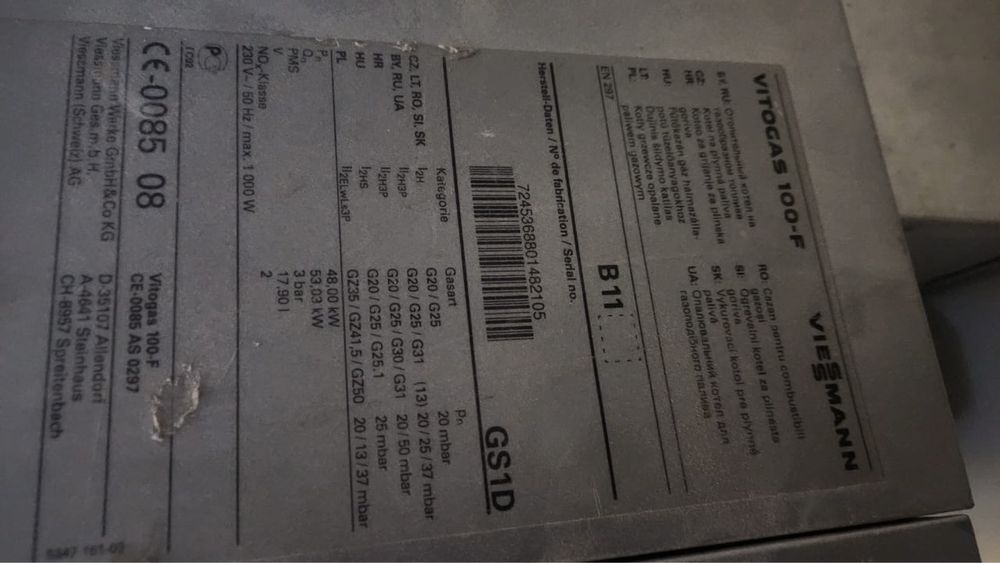 VITOGAS 100-F
VIESMANN
BY, RU: Отопительный котел на
газообразном топливе
CZ: Kotel na plynná paliva
HR: Kotao za grijanje za plinska
goriva
HU: Fűtőkazán gáz halmazálla-
potú tüzelőanyagokhoz
LT: Dujinis šildymo katilas
PL: Kotły grzewcze opalane
paliwem gazowym
RO: Cazan pentru combustibili
gazoşi
SI: Ogrevalni kotel za plinasta
goriva
SK: Vykurovací kotol pre plynné
palivá
UA: Опалювальний котел для
газоподібного палива
EN 297
B11
Herstell-Daten / N° de fabrication / Serial no.
7245368801482105
GS1D
Kategorie Gasart pn
CZ, LT, RO, SI, SK I2H G20 / G25 20 mbar
BY, RU, UA II2H3P G20 / G25 / G31 (13) 20 / 25 / 37 mbar
HR II2H3P G20 / G25 / G30 / G31 20 / 50 mbar
HU I2HS G20 / G25 / G25.1 25 mbar
PL II2ELwLs3P GZ35 / GZ41,5 / GZ50 20 / 13 / 37 mbar
Pn 48,00 kW
Qn 53,03 kW
PMS 3 bar
V 17,90 l
NOx-Klasse 2
230 V~ / 50 Hz / max. 1 000 W
CE-0085 08
Vitogas 100-F
CE-0085 AS 0297
Viessmann Werke GmbH&Co KG D-35107 Allendorf
Viessmann Ges.m.b.H. A-4641 Steinhaus
Viessmann (Schweiz) AG CH-8957 Spreitenbach